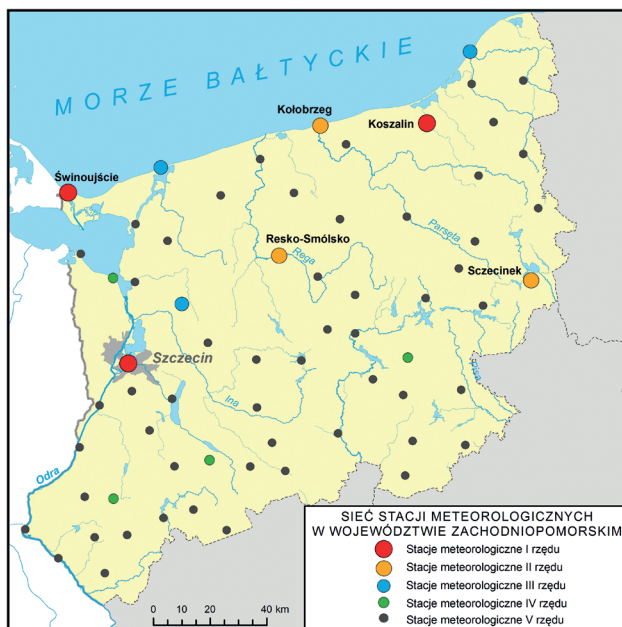 MORZE BAŁTYCKIE
Kołobrzeg
Koszalin
Świnoujście
Parsęta
Resko-Smólsko
Rega
Sczecinek
Szczecin
Ina
Odra
SIEĆ STACJI METEOROLOGICZNYCH
W WOJEWÓDZTWIE ZACHODNIOPOMORSKIM
Stacje meteorologiczne I rzędu
Stacje meteorologiczne II rzędu
Stacje meteorologiczne III rzędu
Stacje meteorologiczne IV rzędu
Stacje meteorologiczne V rzędu
0 20 40 km